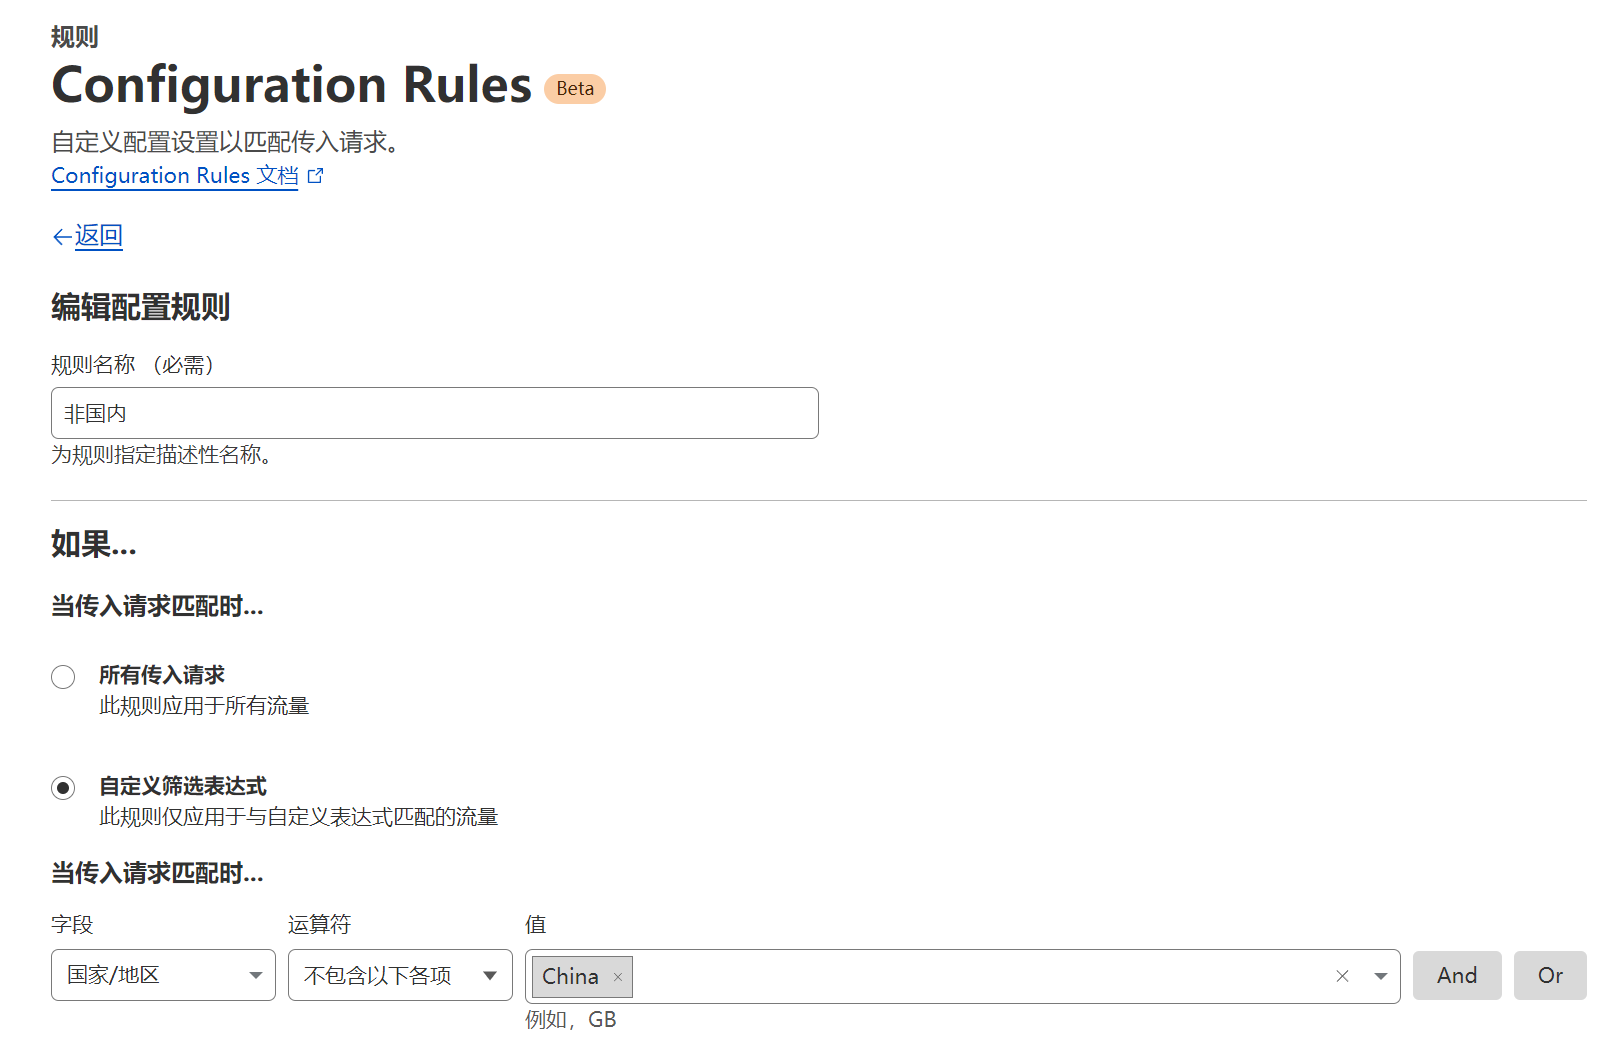 规则
Configuration Rules Beta
自定义配置设置以匹配传入请求。
Configuration Rules 文档
返回
编辑配置规则
规则名称 （必需）
非国内
为规则指定描述性名称。
如果...
当传入请求匹配时...
所有传入请求
此规则应用于所有流量
自定义筛选表达式
此规则仅应用于与自定义表达式匹配的流量
当传入请求匹配时...
字段 运算符 值
国家/地区 不包含以下各项 China × And Or
例如，GB